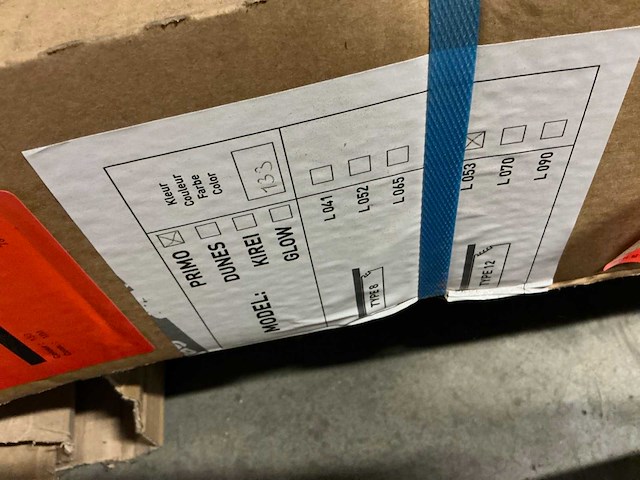 MODEL:
PRIMO
DUNES
KIREI
GLOW
Kleur
Couleur
Farbe
Color
133
TYPE 8
L 041
L 052
L 065
TYPE 12
L 053
L 070
L 090